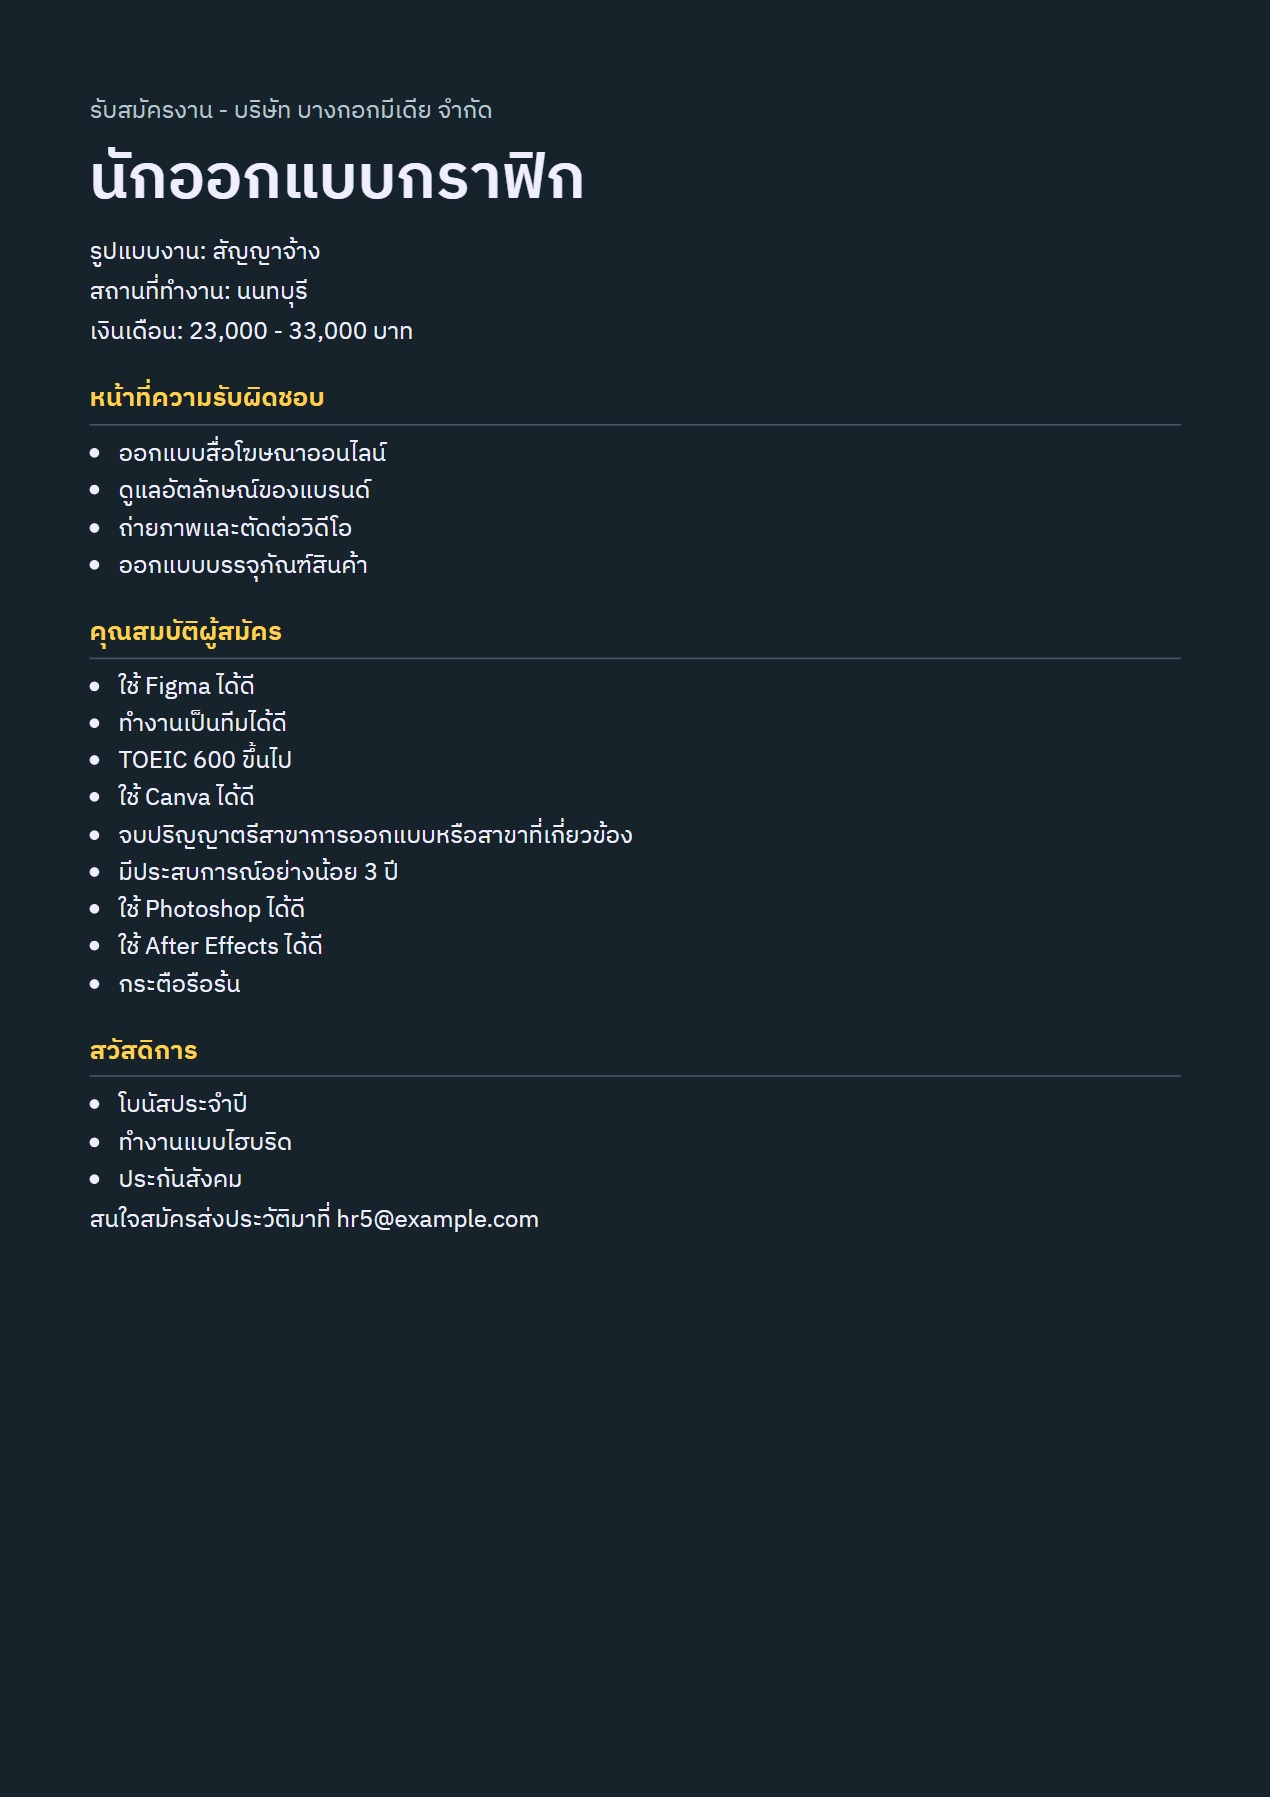 รับสมัครงาน - บริษัท บางกอกมีเดีย จำกัด
นักออกแบบกราฟิก
รูปแบบงาน: สัญญาจ้าง
สถานที่ทำงาน: นนทบุรี
เงินเดือน: 23,000 - 33,000 บาท
หน้าที่ความรับผิดชอบ
• ออกแบบสื่อโฆษณาออนไลน์
• ดูแลอัตลักษณ์ของแบรนด์
• ถ่ายภาพและตัดต่อวิดีโอ
• ออกแบบบรรจุภัณฑ์สินค้า
คุณสมบัติผู้สมัคร
• ใช้ Figma ได้ดี
• ทำงานเป็นทีมได้ดี
• TOEIC 600 ขึ้นไป
• ใช้ Canva ได้ดี
• จบปริญญาตรีสาขาการออกแบบหรือสาขาที่เกี่ยวข้อง
• มีประสบการณ์อย่างน้อย 3 ปี
• ใช้ Photoshop ได้ดี
• ใช้ After Effects ได้ดี
• กระตือรือร้น
สวัสดิการ
• โบนัสประจำปี
• ทำงานแบบไฮบริด
• ประกันสังคม
สนใจสมัครส่งประวัติมาที่ hr5@example.com